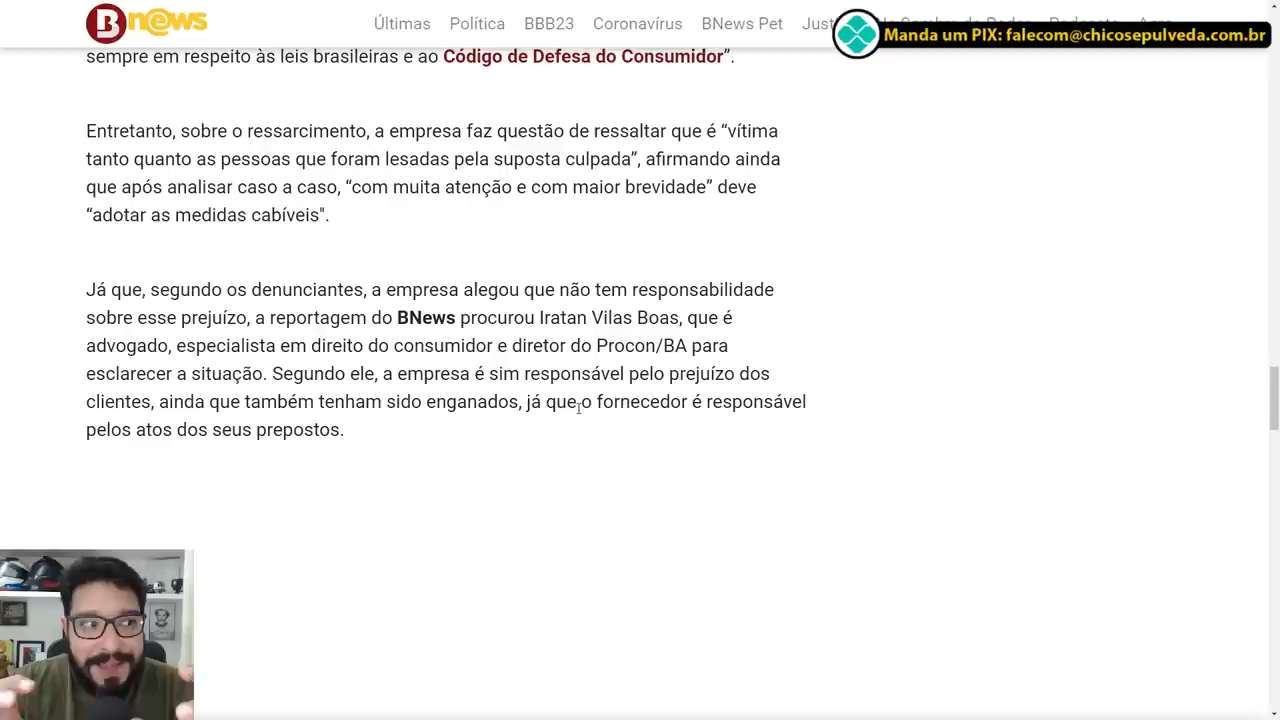 Bn@ws
Últimas Política BBB23 Coronavírus BNews Pet
Manda um PIX: falecom@chicosepulveda.com.br
sempre em respeito às leis brasileiras e ao Código de Defesa do Consumidor”.
Entretanto, sobre o ressarcimento, a empresa faz questão de ressaltar que é “vítima
tanto quanto as pessoas que foram lesadas pela suposta culpada”, afirmando ainda
que após analisar caso a caso, “com muita atenção e com maior brevidade” deve
“adotar as medidas cabíveis".
Já que, segundo os denunciantes, a empresa alegou que não tem responsabilidade
sobre esse prejuízo, a reportagem do BNews procurou Iratan Vilas Boas, que é
advogado, especialista em direito do consumidor e diretor do Procon/BA para
esclarecer a situação. Segundo ele, a empresa é sim responsável pelo prejuízo dos
clientes, ainda que também tenham sido enganados, já que o fornecedor é responsável
pelos atos dos seus prepostos.